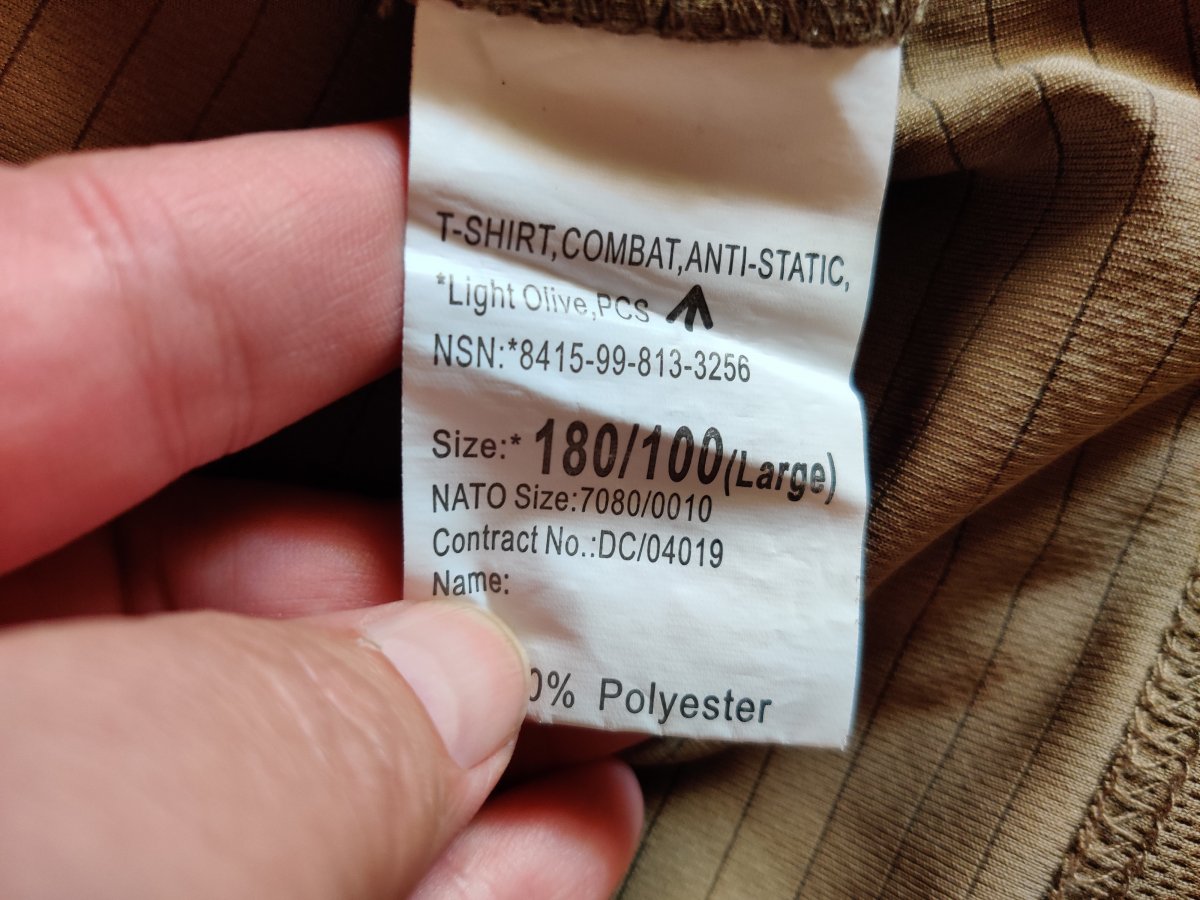 T-SHIRT,COMBAT,ANTI-STATIC,
*Light Olive,PCS
NSN:*8415-99-813-3256
Size:* 180/100(Large)
NATO Size:7080/0010
Contract No.:DC/04019
Name:
0% Polyester